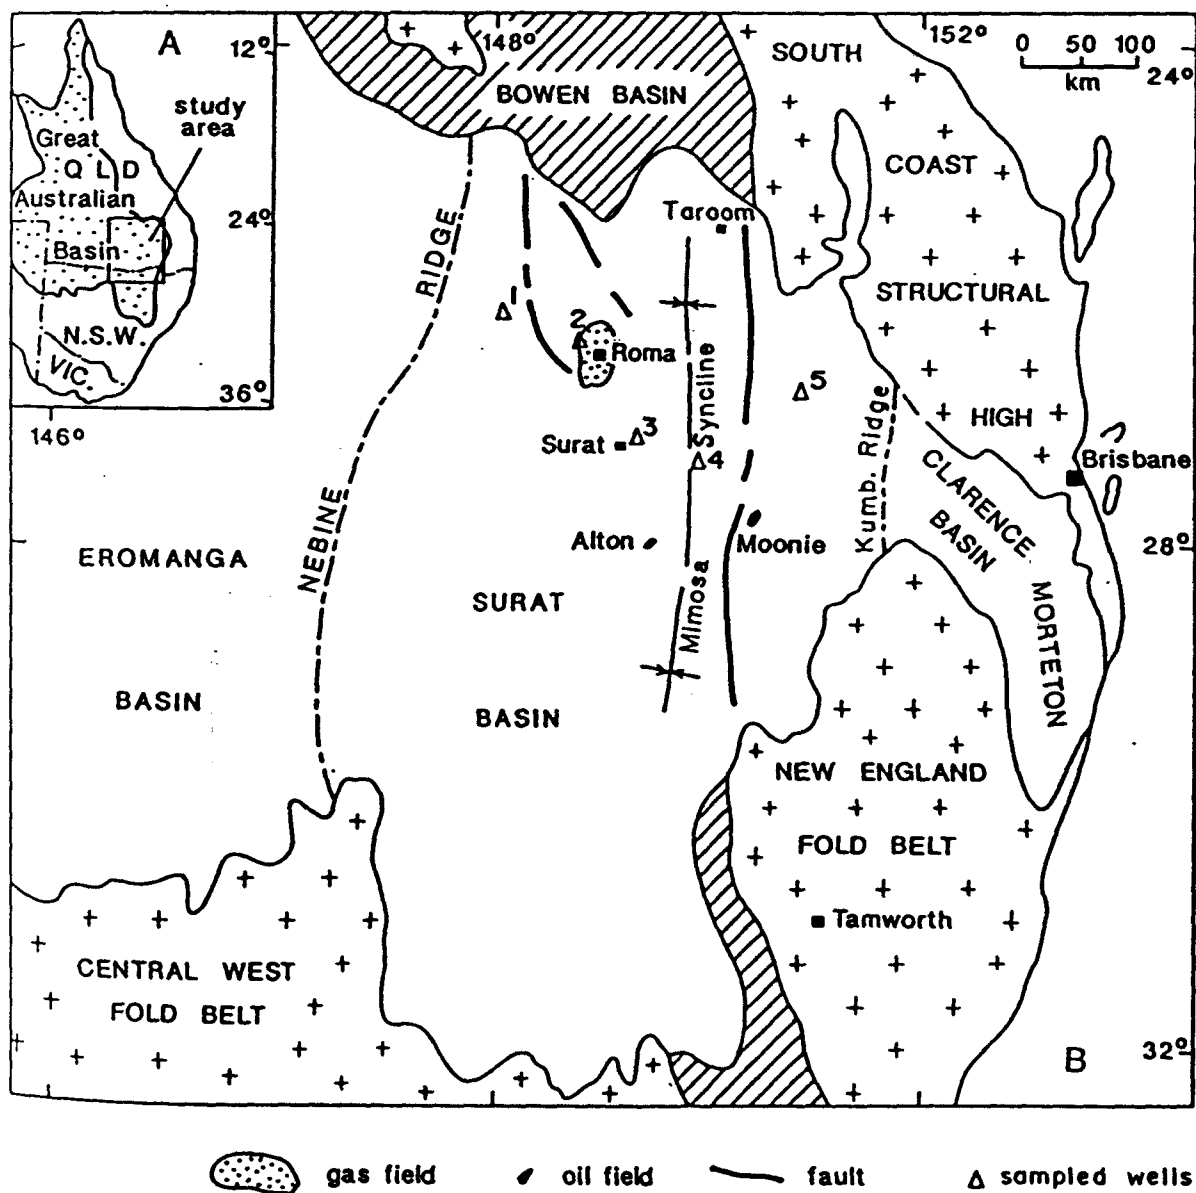 A
12°
148°
152°
0 50 100
km
24°
SOUTH
study
area
BOWEN BASIN
Great
QLD
Australian
24°
Basin
COAST
Taroom
RIDGE
STRUCTURAL
1
2
Roma
N.S.W.
VIC.
36°
146°
Syncline
5
Kumb. Ridge
HIGH
Surat
3
4
Brisbane
CLARENCE
BASIN
NEBINE
Alton
Moonie
28°
EROMANGA
SURAT
Mimosa
MORTETON
BASIN
BASIN
NEW ENGLAND
FOLD BELT
Tamworth
CENTRAL WEST
FOLD BELT
B
32°
gas field
oil field
fault
sampled wells